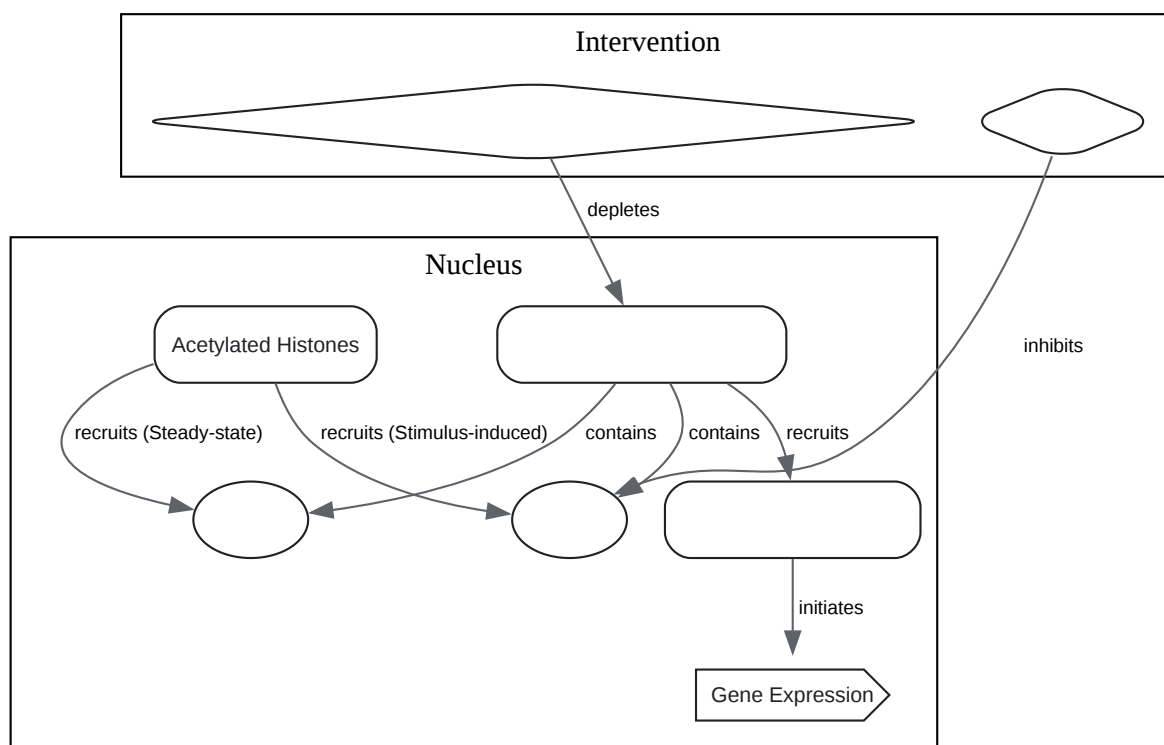 Intervention
depletes
Nucleus
Acetylated Histones
inhibits
recruits (Steady-state)
recruits (Stimulus-induced)
contains
contains
recruits
initiates
Gene Expression